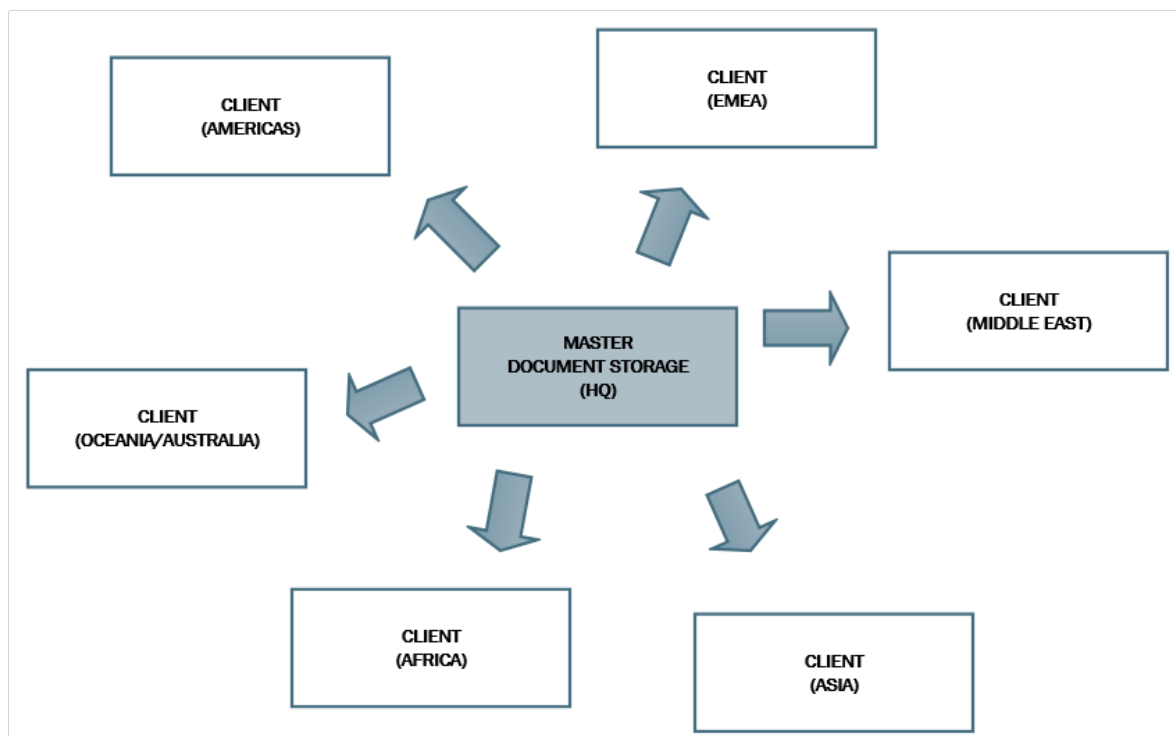 CLIENT
(AMERICAS)
CLIENT
(EMEA)
CLIENT
(MIDDLE EAST)
MASTER
DOCUMENT STORAGE
(HQ)
CLIENT
(OCEANIA/AUSTRALIA)
CLIENT
(AFRICA)
CLIENT
(ASIA)